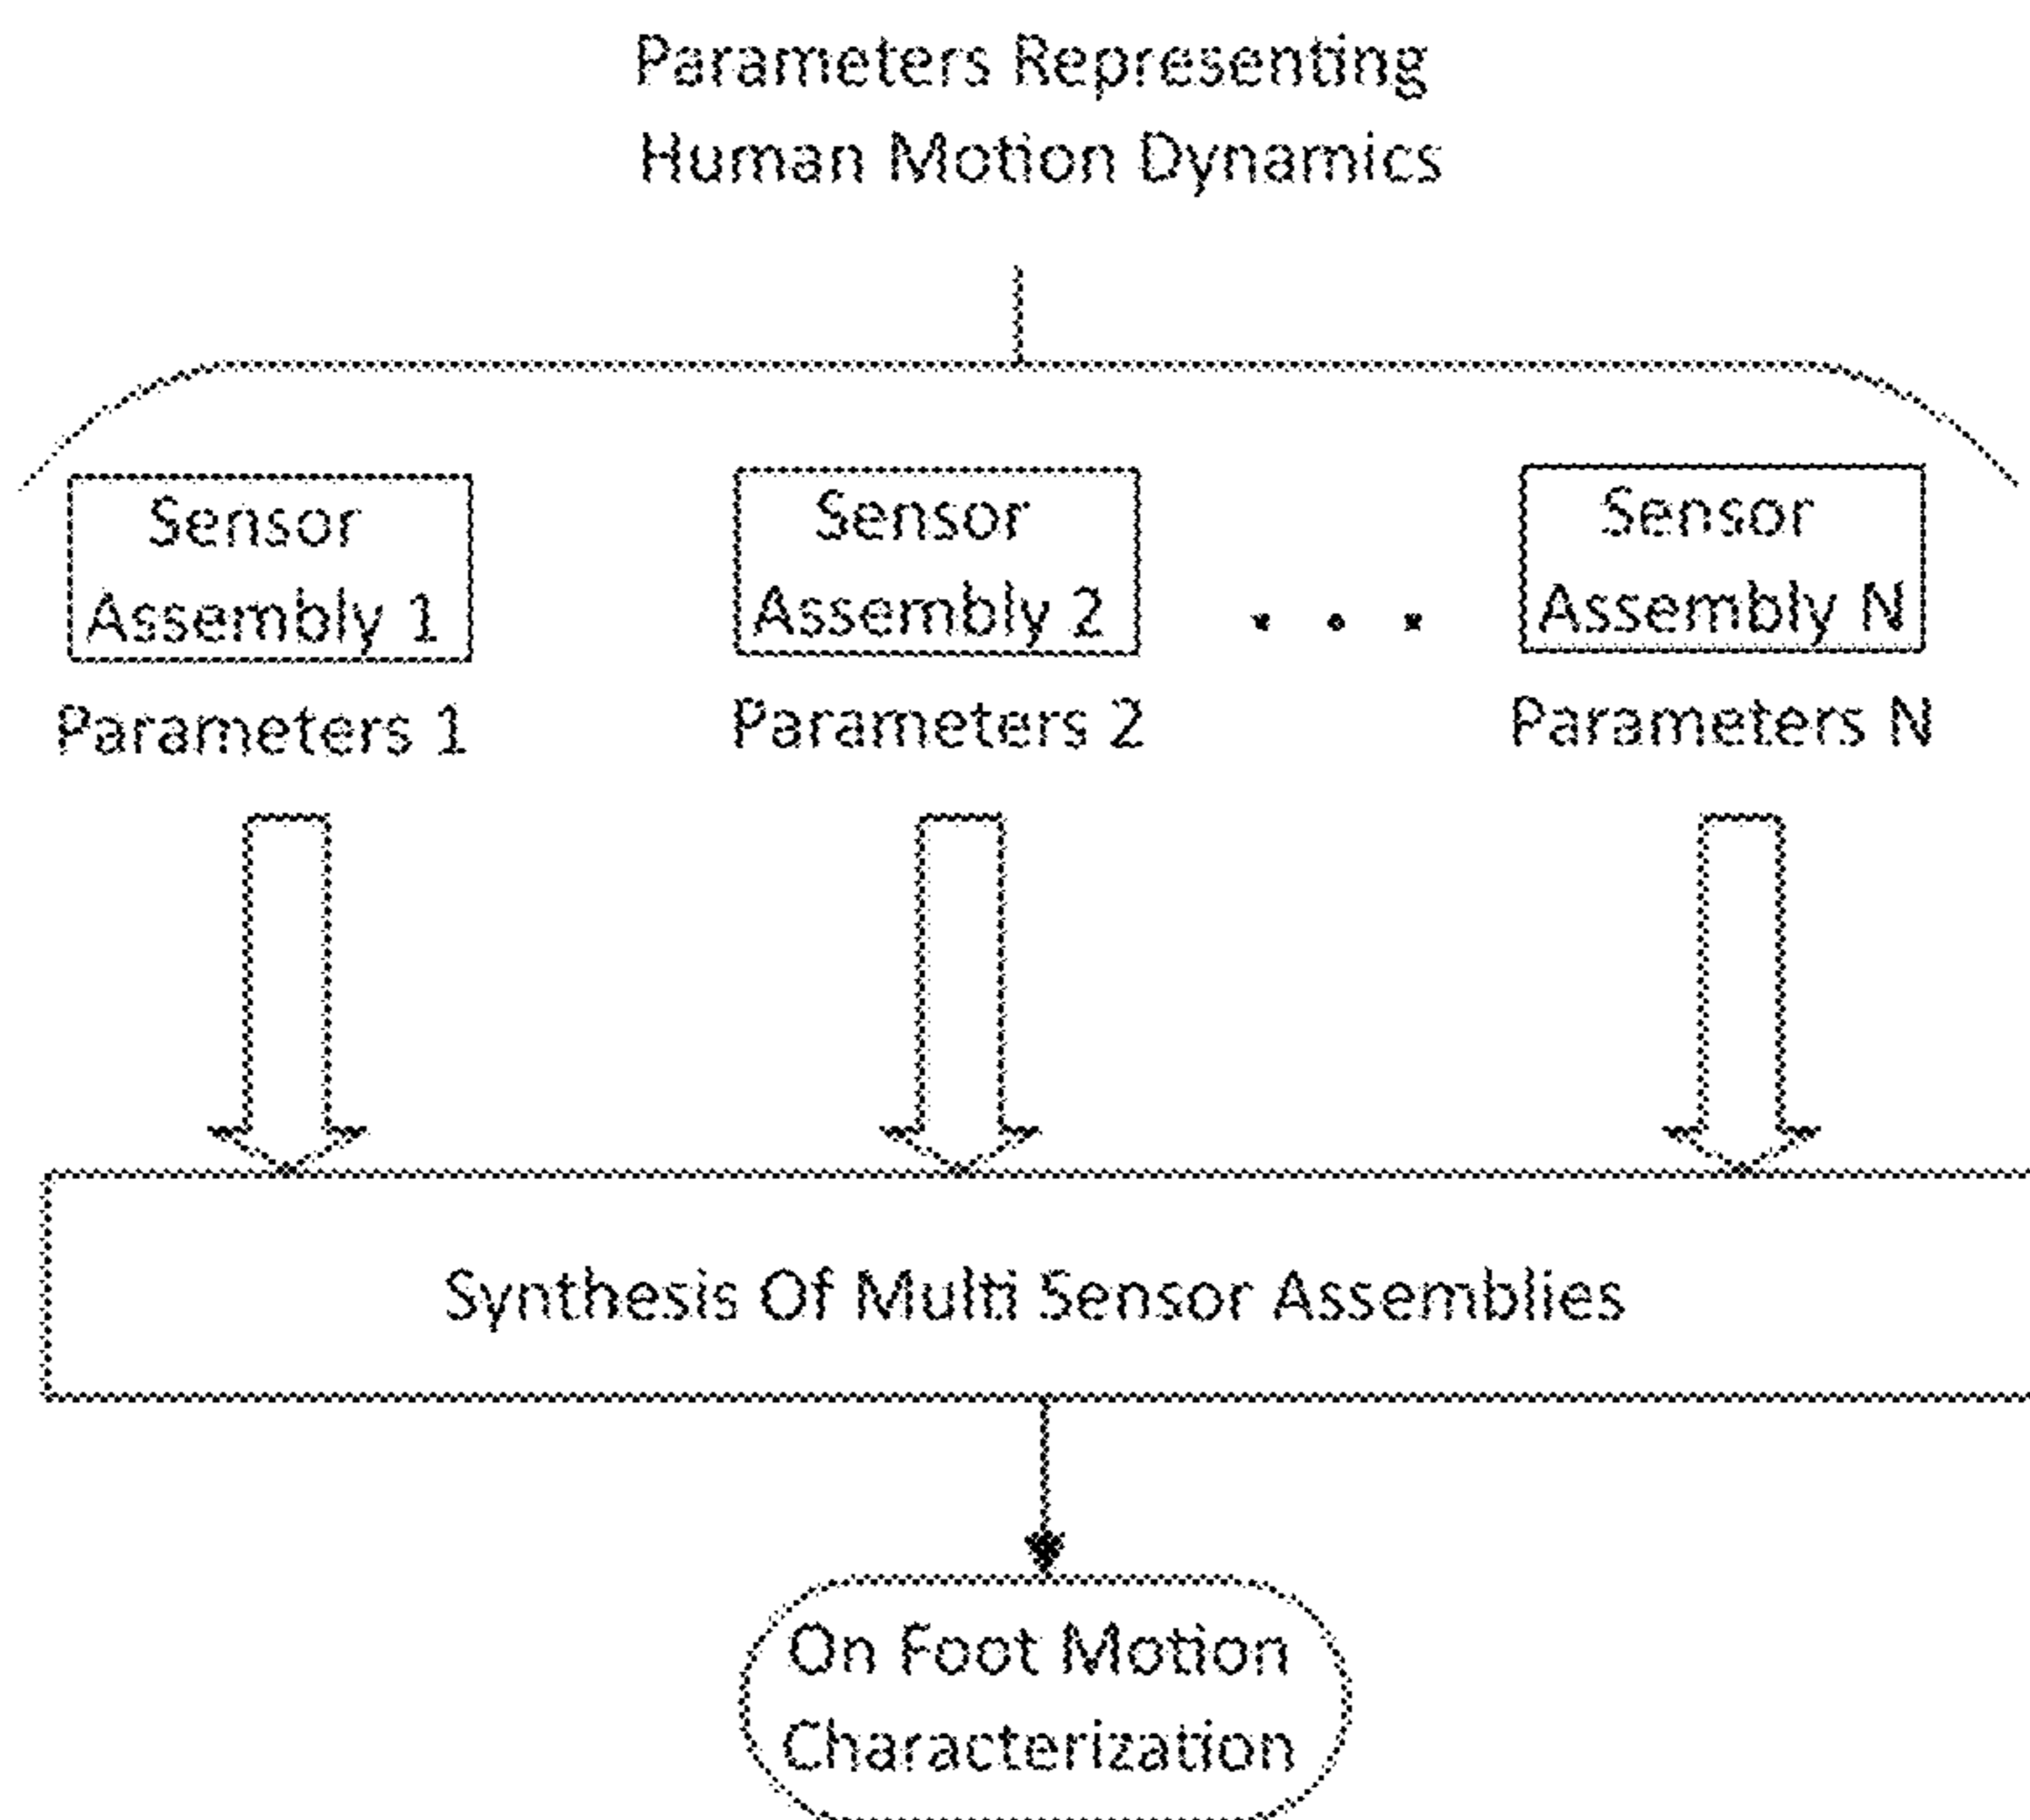 Parameters Representing
Human Motion Dynamics
Sensor
Assembly 1
Sensor
Assembly 2
. . .
Sensor
Assembly N
Parameters 1
Parameters 2
Parameters N
Synthesis Of Multi Sensor Assemblies
On Foot Motion
Characterization